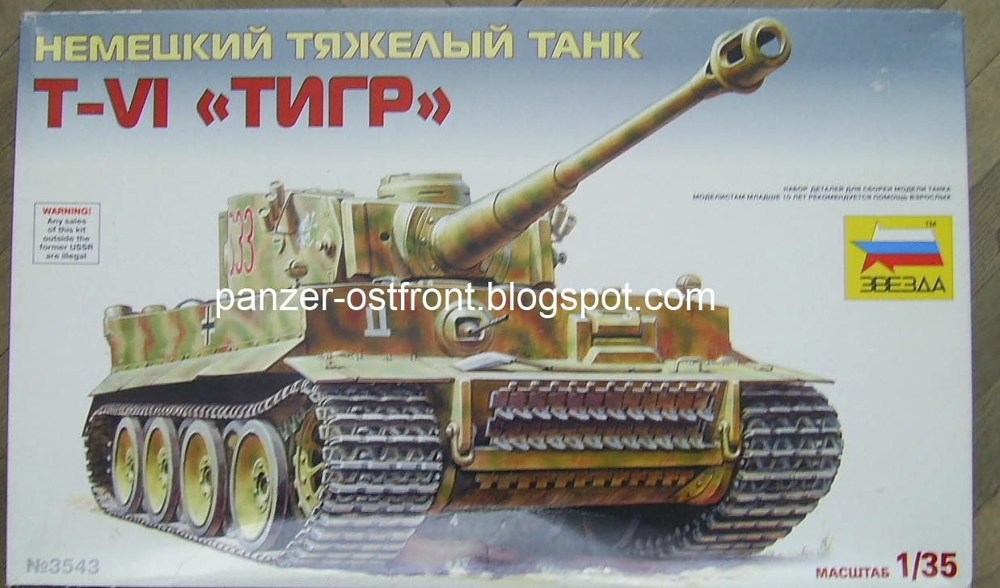 НЕМЕЦКИЙ ТЯЖЕЛЫЙ ТАНК
Т-VI «ТИГР»
НАБОР ДЕТАЛЕЙ ДЛЯ СБОРКИ МОДЕЛИ ТАНКА
МОДЕЛИСТАМ МЛАДШЕ 10 ЛЕТ РЕКОМЕНДУЕТСЯ ПОМОЩЬ ВЗРОСЛЫХ
WARNING!
Any sales
of this kit
outside the
former USSR
are illegal
TM
ЗВЕЗДА
333
panzer-ostfront.blogspot.com
II
№3543
МАСШТАБ 1/35